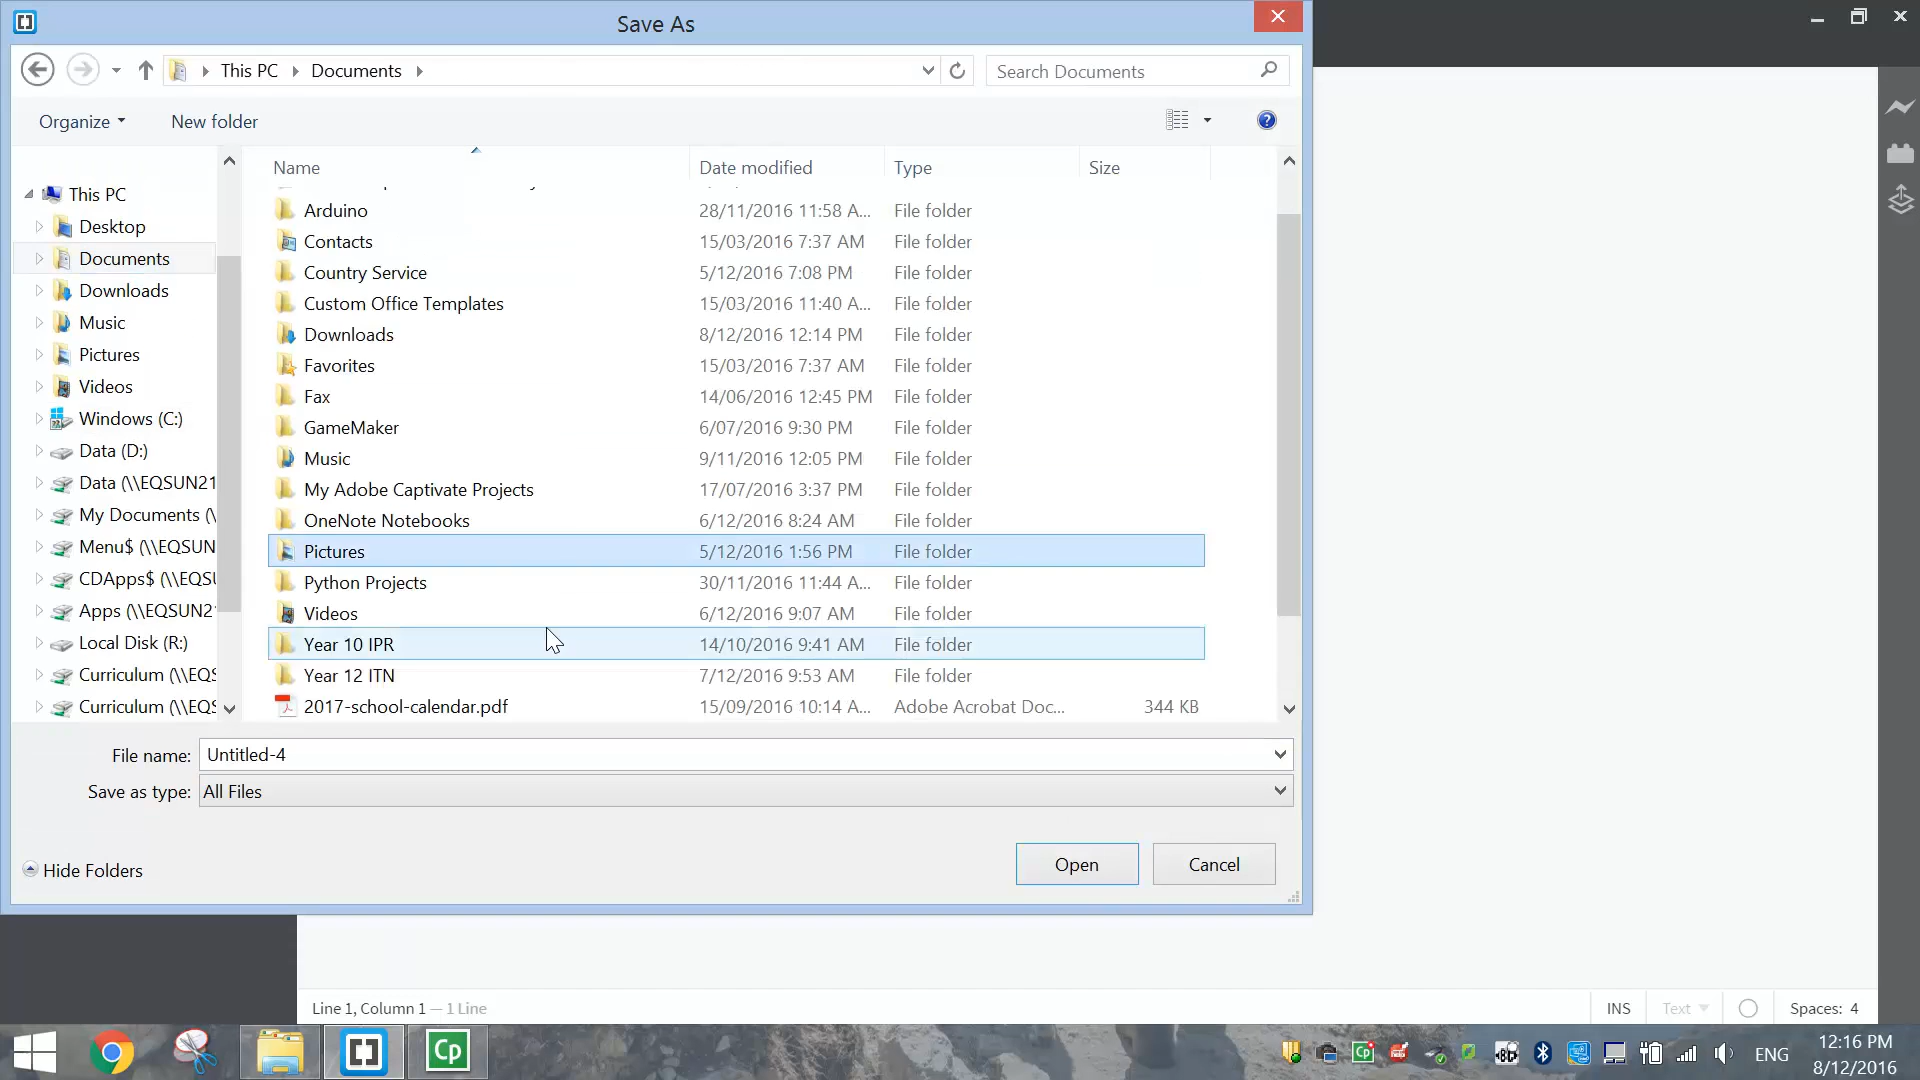 Save As
This PC Documents
Search Documents
Organize New folder
Name Date modified Type Size
This PC
Desktop
Documents
Downloads
Music
Pictures
Videos
Windows (C:)
Data (D:)
Data (\\EQSUN21
My Documents (\
Menu$ (\\EQSUN
CDApps$ (\\EQSU
Apps (\\EQSUN2
Local Disk (R:)
Curriculum (\\EQS
Curriculum (\\EQS
Arduino 28/11/2016 11:58 A... File folder
Contacts 15/03/2016 7:37 AM File folder
Country Service 5/12/2016 7:08 PM File folder
Custom Office Templates 15/03/2016 11:40 A... File folder
Downloads 8/12/2016 12:14 PM File folder
Favorites 15/03/2016 7:37 AM File folder
Fax 14/06/2016 12:45 PM File folder
GameMaker 6/07/2016 9:30 PM File folder
Music 9/11/2016 12:05 PM File folder
My Adobe Captivate Projects 17/07/2016 3:37 PM File folder
OneNote Notebooks 6/12/2016 8:24 AM File folder
Pictures 5/12/2016 1:56 PM File folder
Python Projects 30/11/2016 11:44 A... File folder
Videos 6/12/2016 9:07 AM File folder
Year 10 IPR 14/10/2016 9:41 AM File folder
Year 12 ITN 7/12/2016 9:53 AM File folder
2017-school-calendar.pdf 15/09/2016 10:14 A... Adobe Acrobat Doc... 344 KB
File name: Untitled-4
Save as type: All Files
Hide Folders
Open Cancel
Line 1, Column 1 — 1 Line
INS Text Spaces: 4
Cp
ENG
12:16 PM
8/12/2016